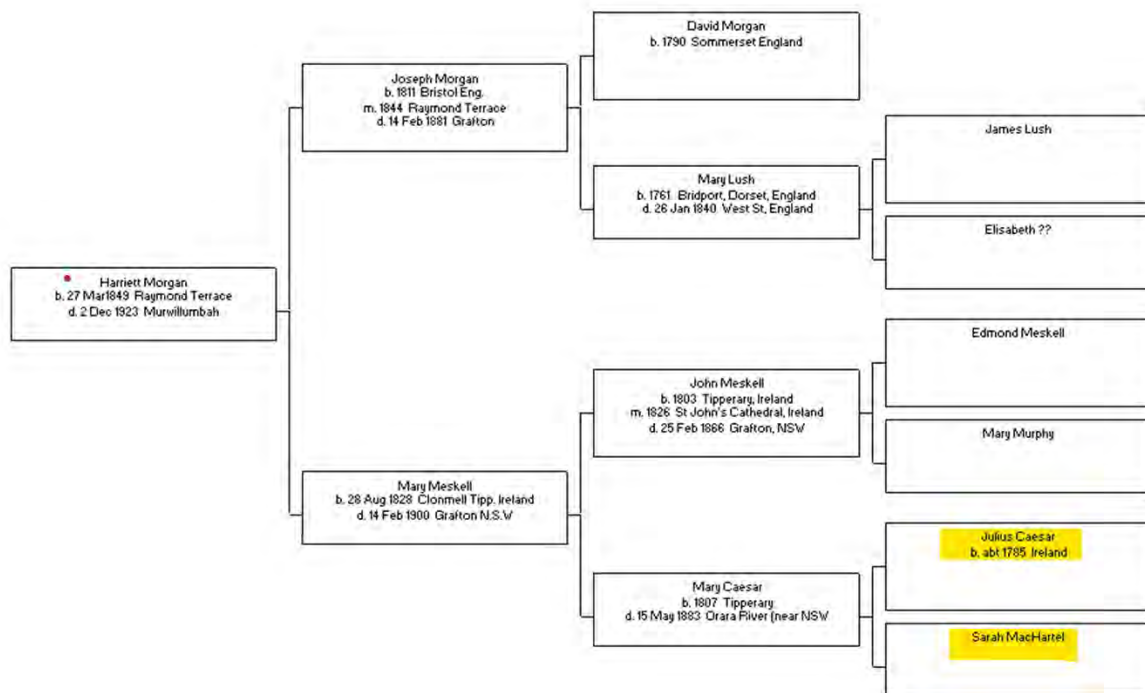 David Morgan
b. 1790 Sommerset England
Joseph Morgan
b. 1811 Bristol Eng.
m. 1844 Raymond Terrace
d. 14 Feb 1881 Grafton
James Lush
Mary Lush
b. 1761 Bridport, Dorset, England
d. 26 Jan 1840 West St, England
Elisabeth ??
Harriett Morgan
b. 27 Mar1849 Raymond Terrace
d. 2 Dec 1923 Murwillumbah
Edmond Meskell
John Meskell
b. 1803 Tipperary, Ireland
m. 1826 St John's Cathedral, Ireland
d. 25 Feb 1866 Grafton, NSW
Mary Murphy
Mary Meskell
b. 28 Aug 1828 Clonmell Tipp. Ireland
d. 14 Feb 1900 Grafton N.S.W
Julius Caesar
b. abt 1785 Ireland
Mary Caesar
b. 1807 Tipperary
d. 15 May 1883 Orara River (near NSW
Sarah MacHartel